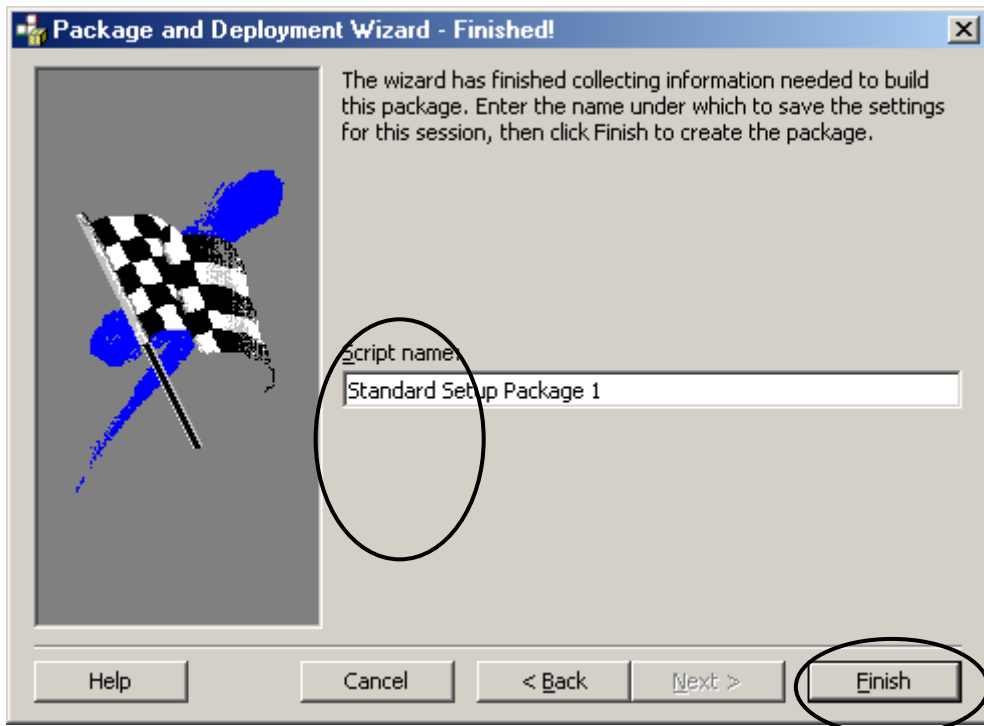 Package and Deployment Wizard - Finished!
The wizard has finished collecting information needed to build
this package. Enter the name under which to save the settings
for this session, then click Finish to create the package.
Script name:
Standard Setup Package 1
Help
Cancel
< Back
Next >
Finish